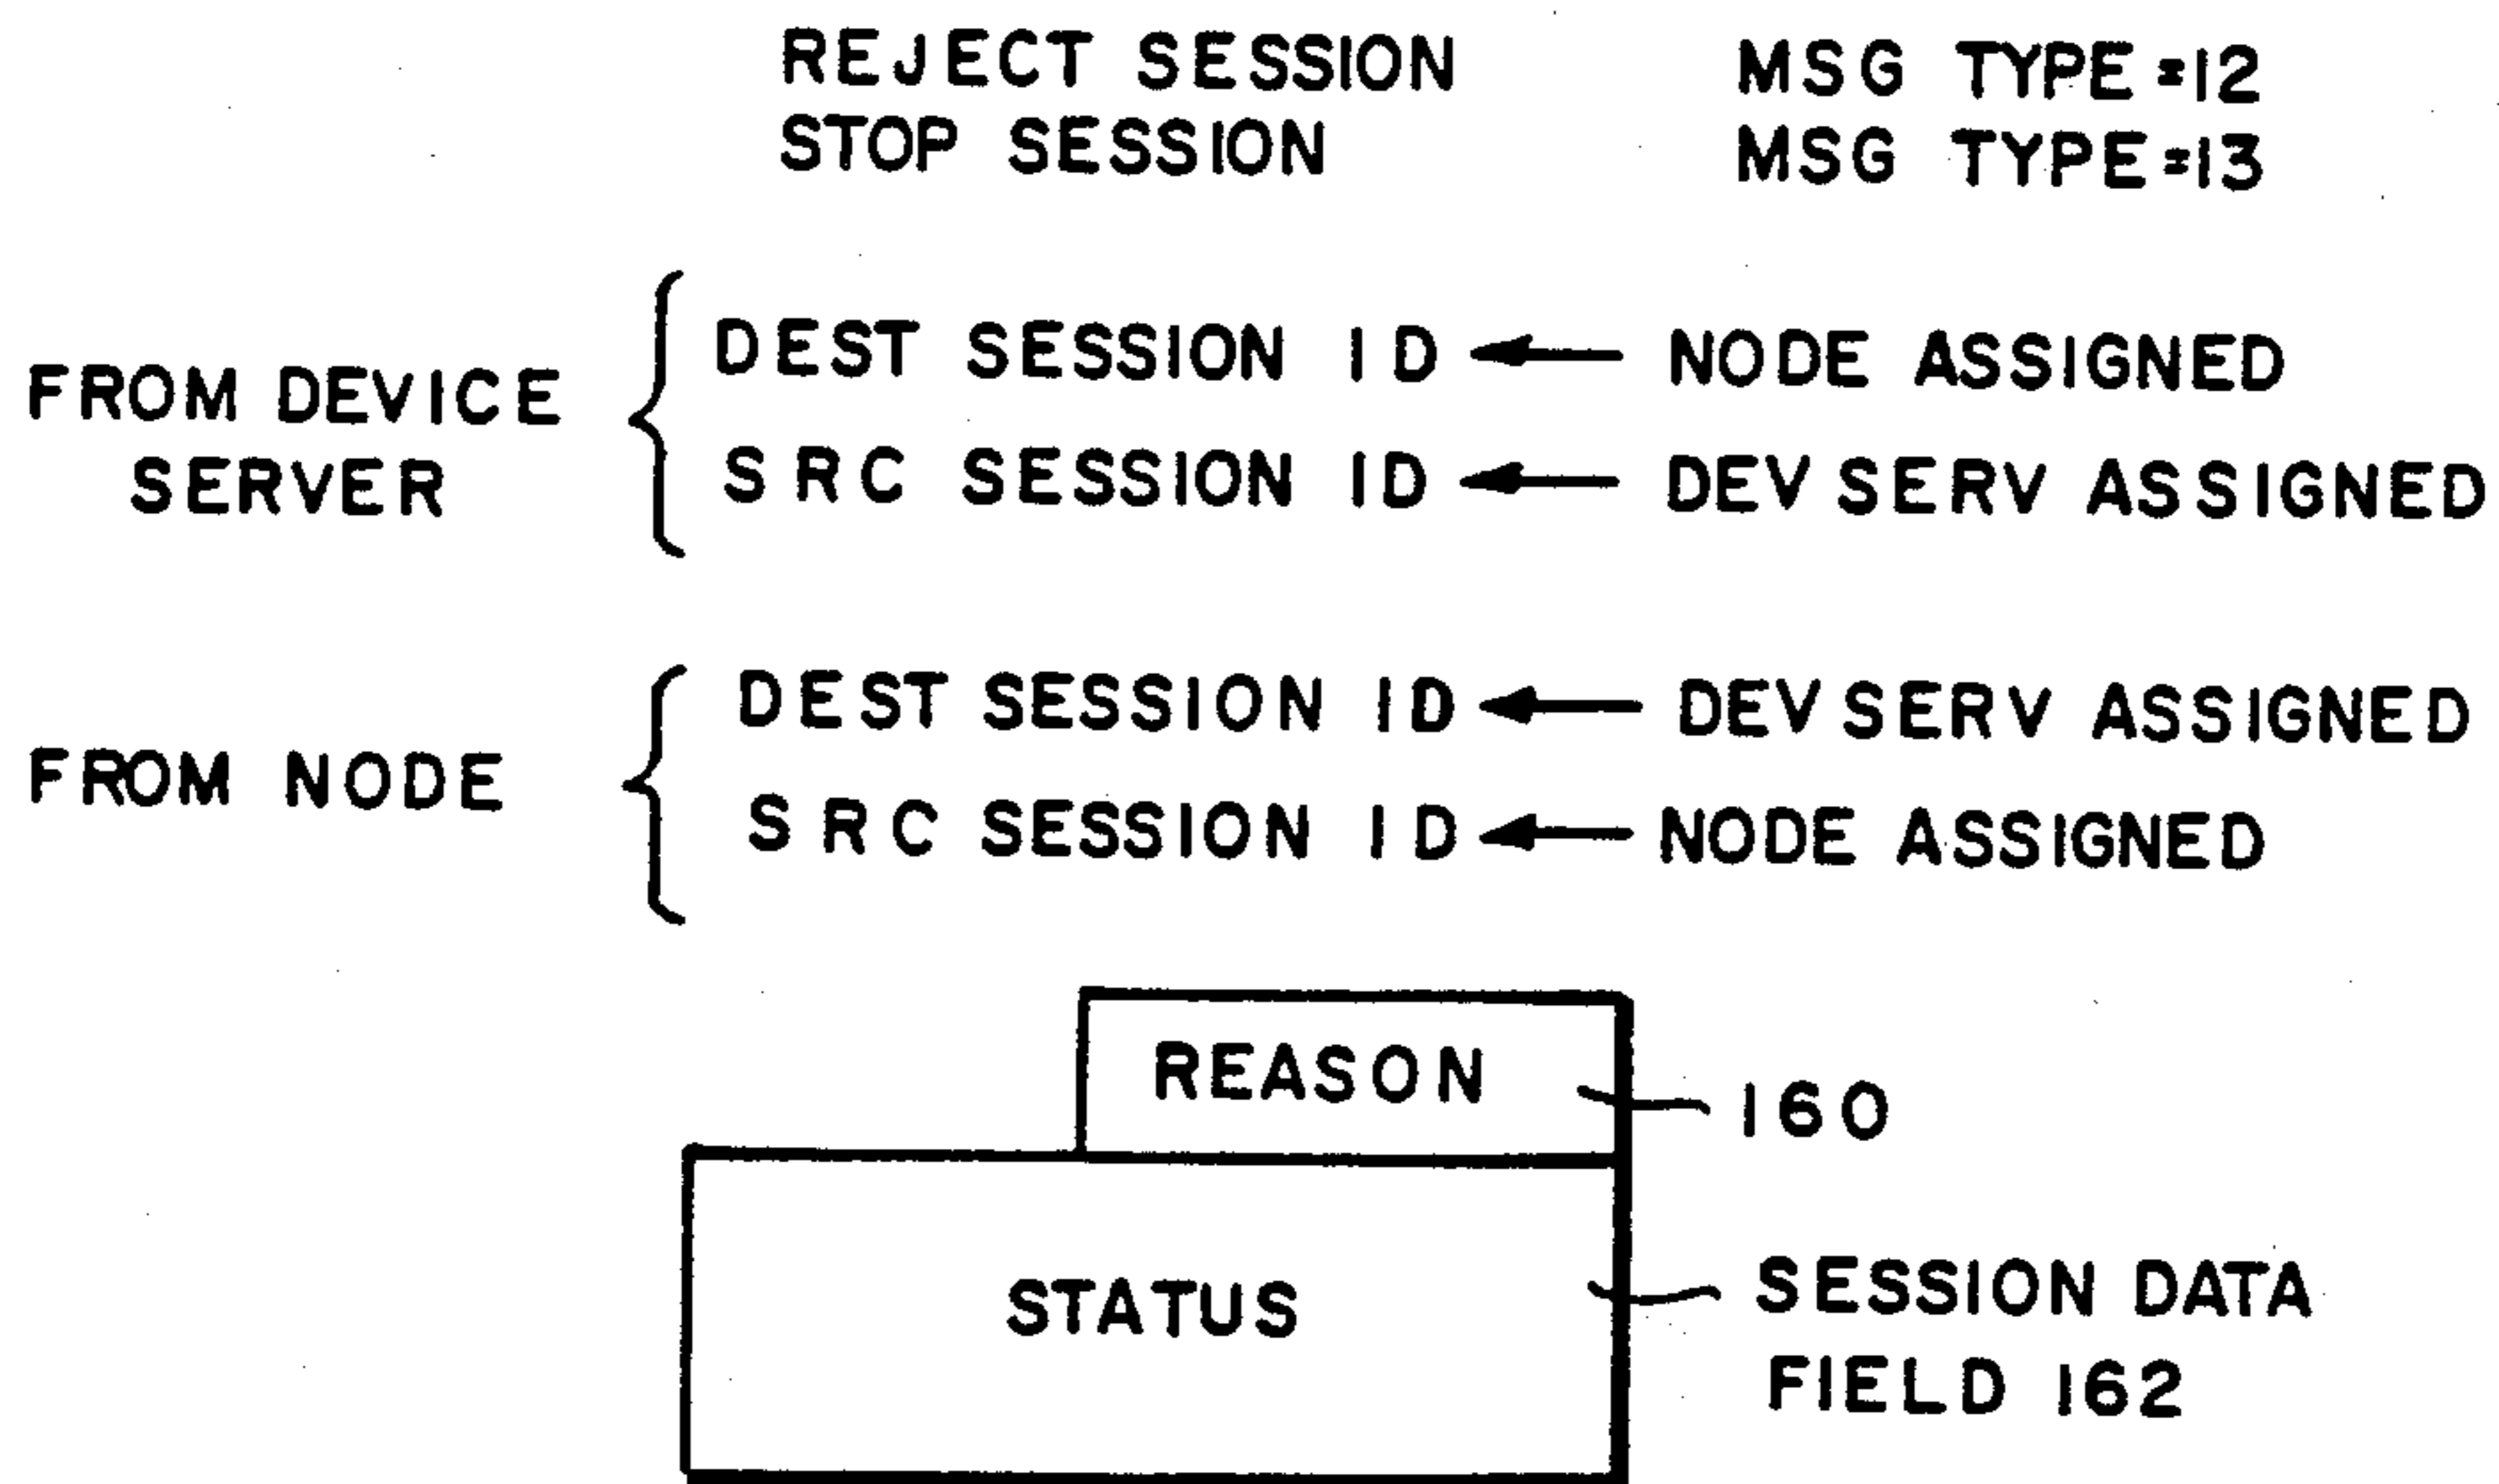 REJECT SESSION MSG TYPE=12
STOP SESSION MSG TYPE=13
DEST SESSION ID NODE ASSIGNED
FROM DEVICE
SERVER
SRC SESSION ID DEV SERV ASSIGNED
DEST SESSION ID DEV SERV ASSIGNED
FROM NODE
SRC SESSION ID NODE ASSIGNED
REASON
160
STATUS
SESSION DATA
FIELD 162